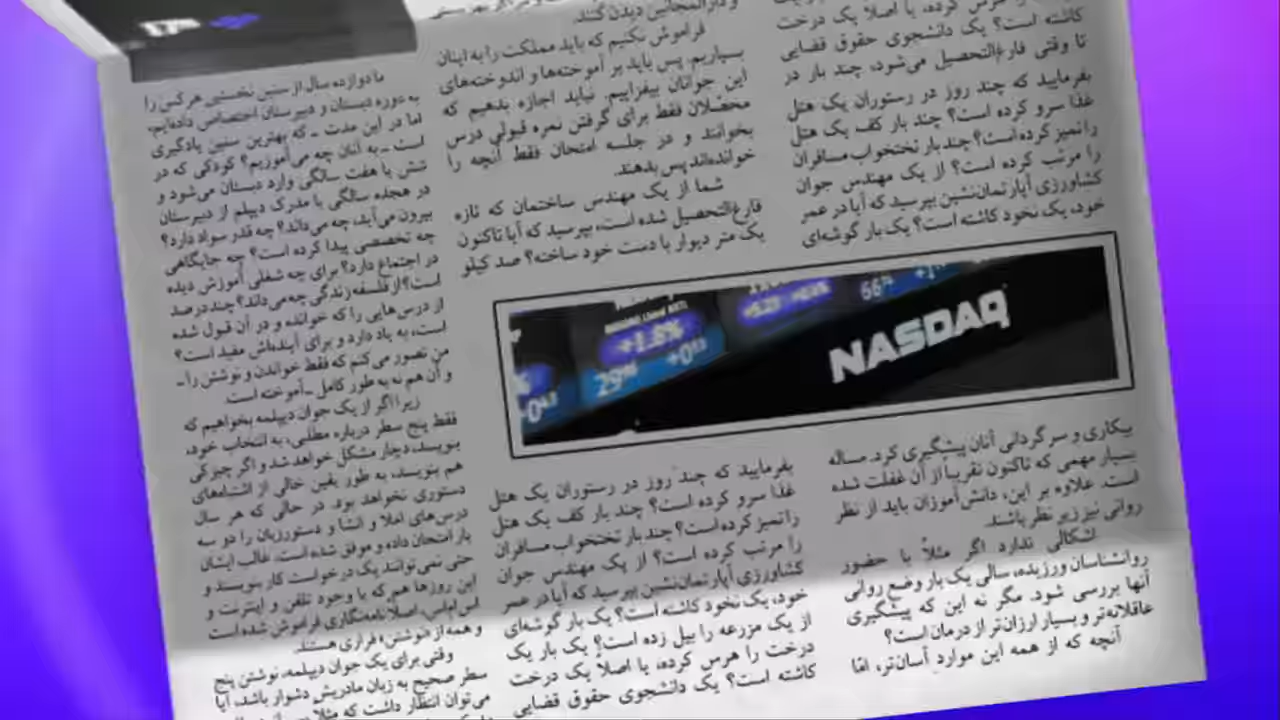 کاشته است؟ یک دانشجوی حقوق قضایی
تا وقتی فارغ‌التحصیل می‌شود، چند بار در
بفرمایید که چند روز در رستوران یک هتل
غذا سرو کرده است؟ چند بار کف یک هتل
را تمیز کرده است؟ چند بار تختخواب مسافران
را مرتب کرده است؟ از یک مهندس جوان
کشاورزی آپارتمان‌نشین بپرسید که آیا در عمر
خود، یک نخود کاشته است؟ یک بار گوشه‌ای
NASDAQ
+1.6%
29
+0
66
بیکاری و سرگردانی آنان پیشگیری کرد. مساله
بسیار مهمی که تاکنون تقریباً از آن غفلت شده
است. علاوه بر این، دانش‌آموزان باید از نظر
روانی نیز زیر نظر باشند.
اشکالی ندارد اگر مثلاً با حضور
روانشناسان ورزیده، سالی یک بار وضع روانی
آنها بررسی شود. مگر نه این که پیشگیری
عاقلانه‌تر و بسیار ارزان‌تر از درمان است؟
آنچه که از همه این موارد آسان‌تر، امّا
و دارالمجانین دیدن کنند.
فراموش نکنیم که باید مملکت را به اینان
بسپاریم. پس باید بر آموخته‌ها و اندوخته‌های
این جوانان بیفزاییم. نباید اجازه بدهیم که
محصّلان فقط برای گرفتن نمره قبولی درس
بخوانند و در جلسه امتحان فقط آنچه را
خوانده‌اند پس بدهند.
شما از یک مهندس ساختمان که تازه
فارغ‌التحصیل شده است، بپرسید که آیا تاکنون
یک متر دیوار با دست خود ساخته؟ صد کیلو
بفرمایید که چند روز در رستوران یک هتل
غذا سرو کرده است؟ چند بار کف یک هتل
را تمیز کرده است؟ چند بار تختخواب مسافران
را مرتب کرده است؟ از یک مهندس جوان
کشاورزی آپارتمان‌نشین بپرسید که آیا در عمر
خود، یک نخود کاشته است؟ یک بار گوشه‌ای
از یک مزرعه را بیل زده است؟ یک بار یک
درخت را هرس کرده، یا اصلاً یک درخت
کاشته است؟ یک دانشجوی حقوق قضایی
ما دوازده سال از سنین نخستین هر کس را
به دوره دبستان و دبیرستان اختصاص داده‌ایم.
اما در این مدت ـ که بهترین سنین یادگیری
است ـ به آنان چه می‌آموزیم؟ کودکی که در
شش یا هفت سالگی وارد دبستان می‌شود و
در هجده سالگی با مدرک دیپلم از دبیرستان
بیرون می‌آید، چه می‌داند؟ چه قدر سواد دارد؟
چه تخصصی پیدا کرده است؟ چه جایگاهی
در اجتماع دارد؟ برای چه شغلی آموزش دیده
است؟ از فلسفه زندگی چه می‌داند؟ چند درصد
از درس‌هایی را که خوانده و در آن قبول شده
است، به یاد دارد و برای آینده‌اش مفید است؟
من تصور می‌کنم که فقط خواندن و نوشتن را ـ
و آن هم نه به طور کامل ـ آموخته است.
زیرا اگر از یک جوان دیپلمه بخواهیم که
فقط پنج سطر درباره مطلبی، به انتخاب خود،
بنویسد، دچار مشکل خواهد شد و اگر چیزکی
هم بنویسد، به طور یقین خالی از اشتباه‌های
دستوری نخواهد بود. در حالی که هر سال
درس‌های املا و انشا و دستور زبان را دو سه
بار امتحان داده و موفق شده است. غالب ایشان
حتی نمی‌توانند یک درخواست کار بنویسند و
این روزها هم که با وجود تلفن و اینترنت و
اس‌ام‌اس، اصلاً نامه‌نگاری فراموش شده است
و همه از «نوشتن» فراری هستند.
وقتی برای یک جوان دیپلمه، نوشتن پنج
سطر صحیح به زبان مادریش دشوار باشد، آیا